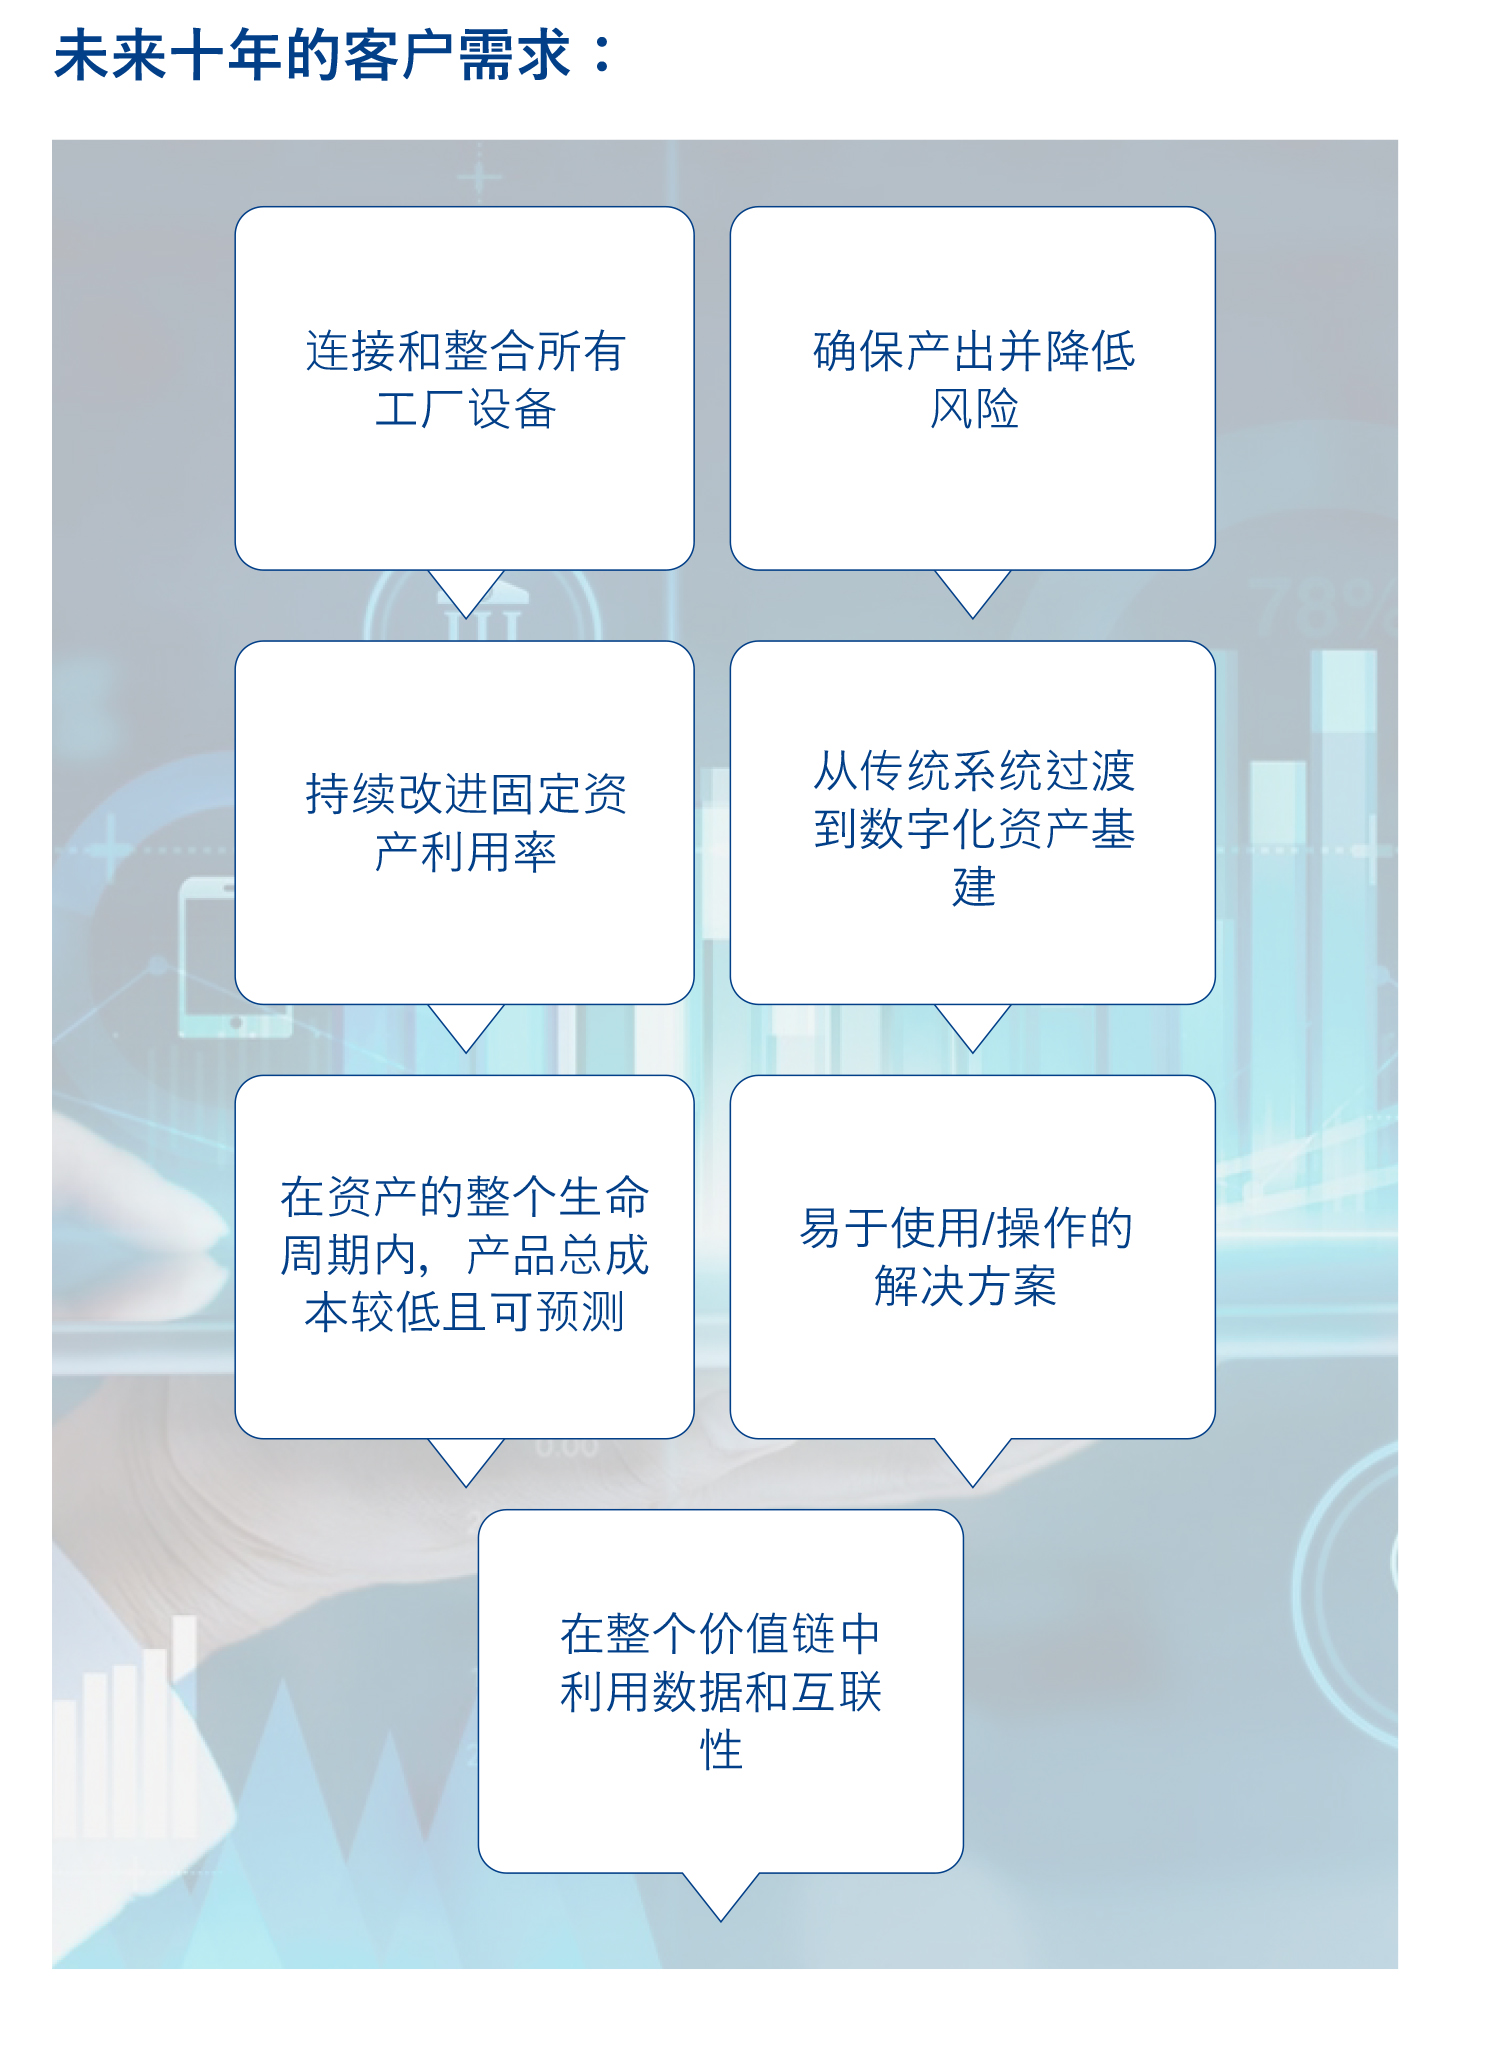 未来十年的客户需求：
连接和整合所有
工厂设备
确保产出并降低
风险
78%
持续改进固定资
产利用率
从传统系统过渡
到数字化资产基
建
在资产的整个生命
周期内，产品总成
本较低且可预测
易于使用/操作的
解决方案
0.00
在整个价值链中
利用数据和互联
性